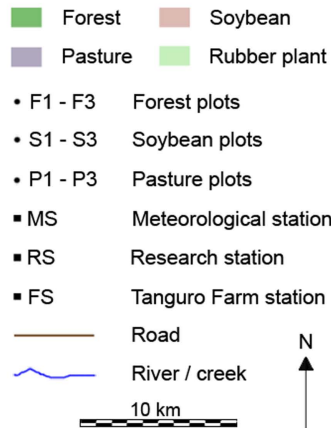 Forest Soybean
Pasture Rubber plant
F1 - F3 Forest plots
S1 - S3 Soybean plots
P1 - P3 Pasture plots
MS Meteorological station
RS Research station
FS Tanguro Farm station
Road
N
River / creek
10 km